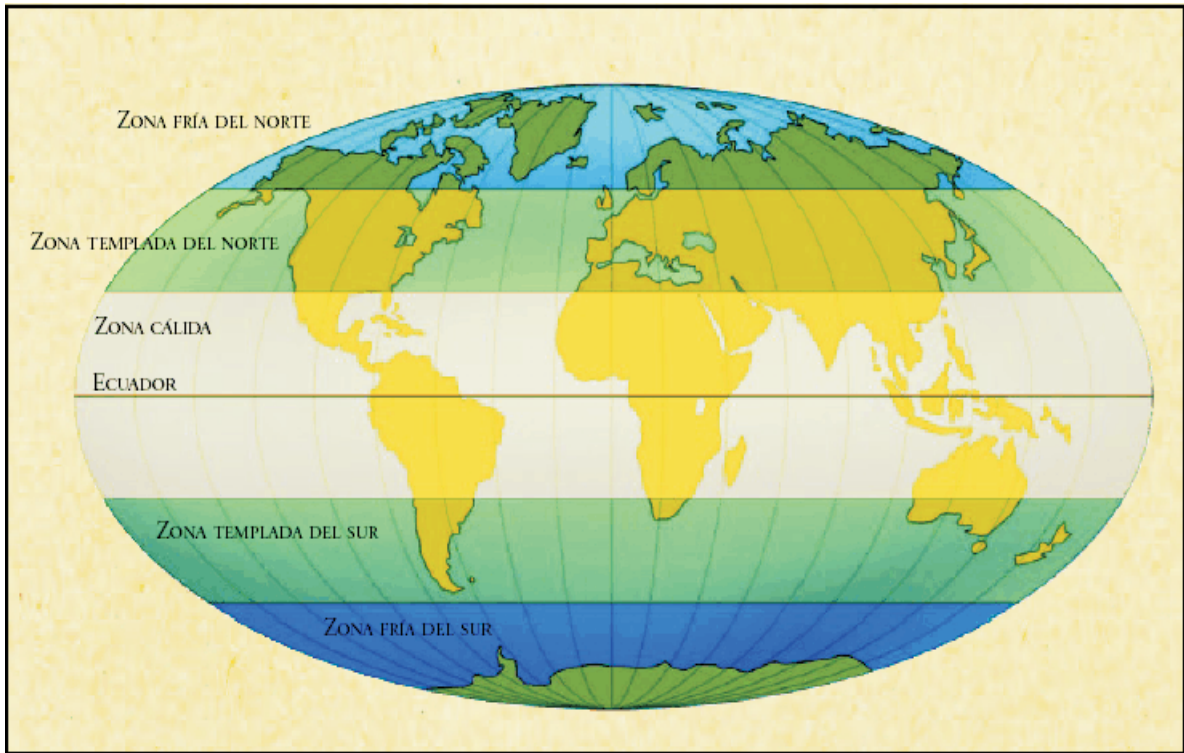 Zona fría del norte
Zona templada del norte
Zona cálida
Ecuador
Zona templada del sur
Zona fría del sur